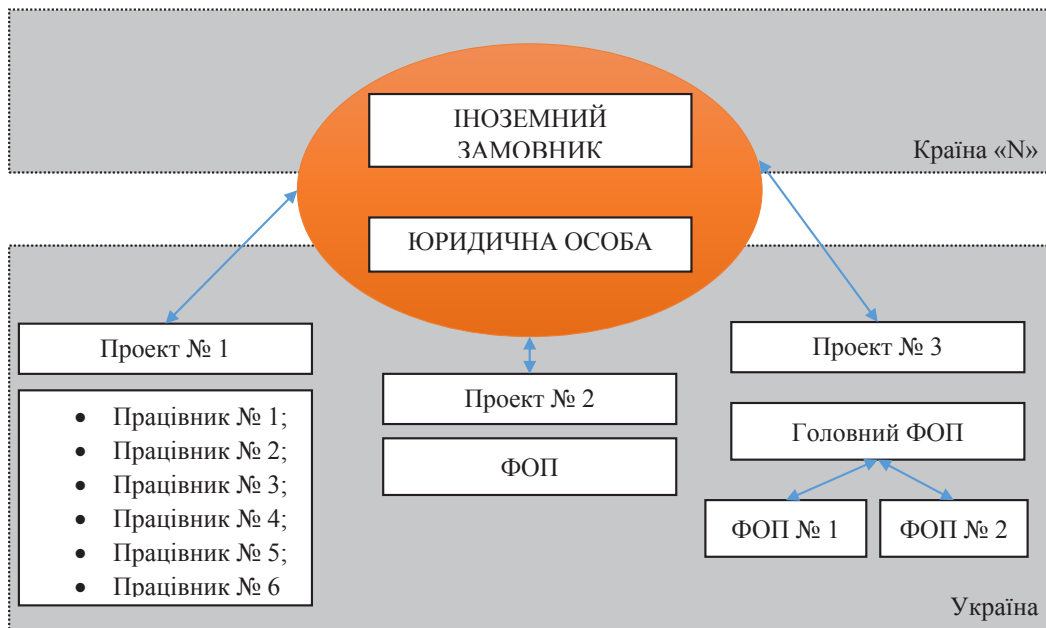 ІНОЗЕМНИЙ
ЗАМОВНИК
Країна «N»
ЮРИДИЧНА ОСОБА
Проект № 1
• Працівник № 1;
• Працівник № 2;
• Працівник № 3;
• Працівник № 4;
• Працівник № 5;
• Працівник № 6
Проект № 2
ФОП
Проект № 3
Головний ФОП
ФОП № 1
ФОП № 2
Україна